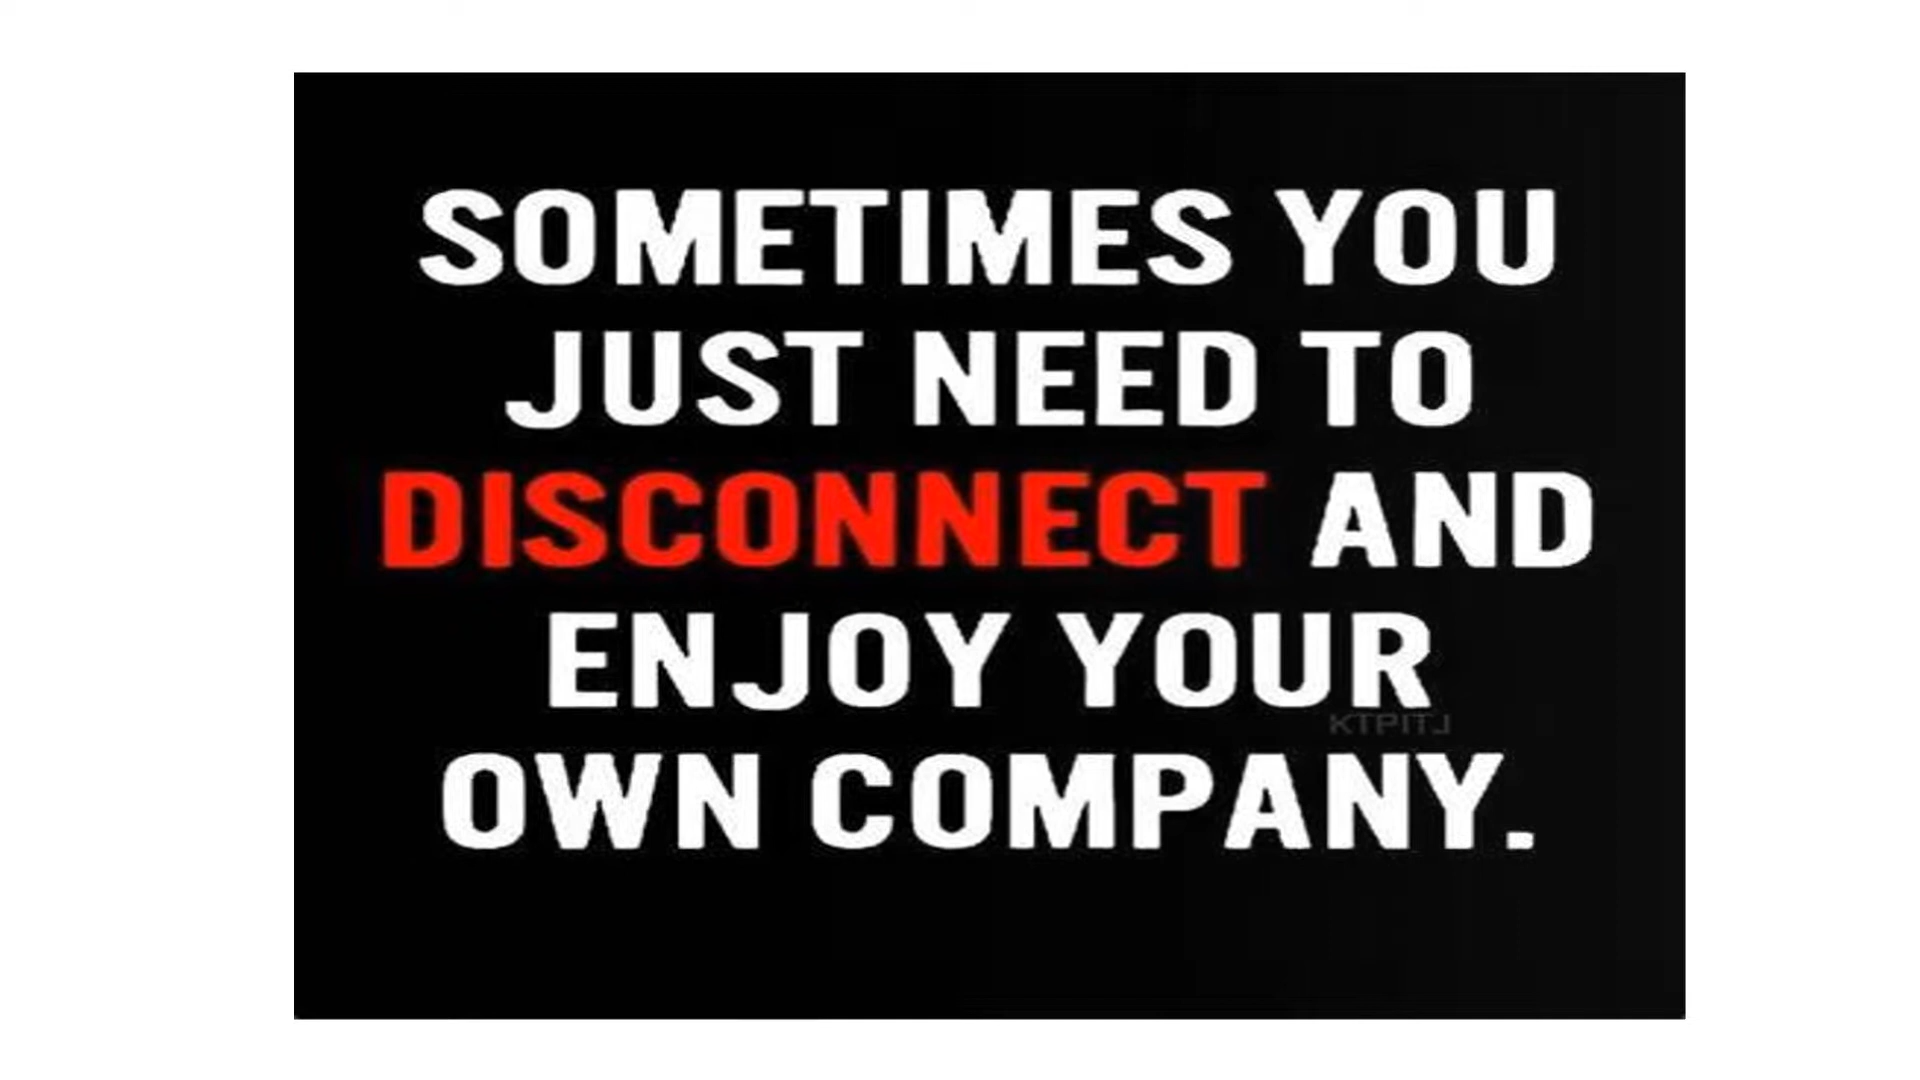 SOMETIMES YOU
JUST NEED TO
DISCONNECT AND
ENJOY YOUR
KTPITJ
OWN COMPANY.